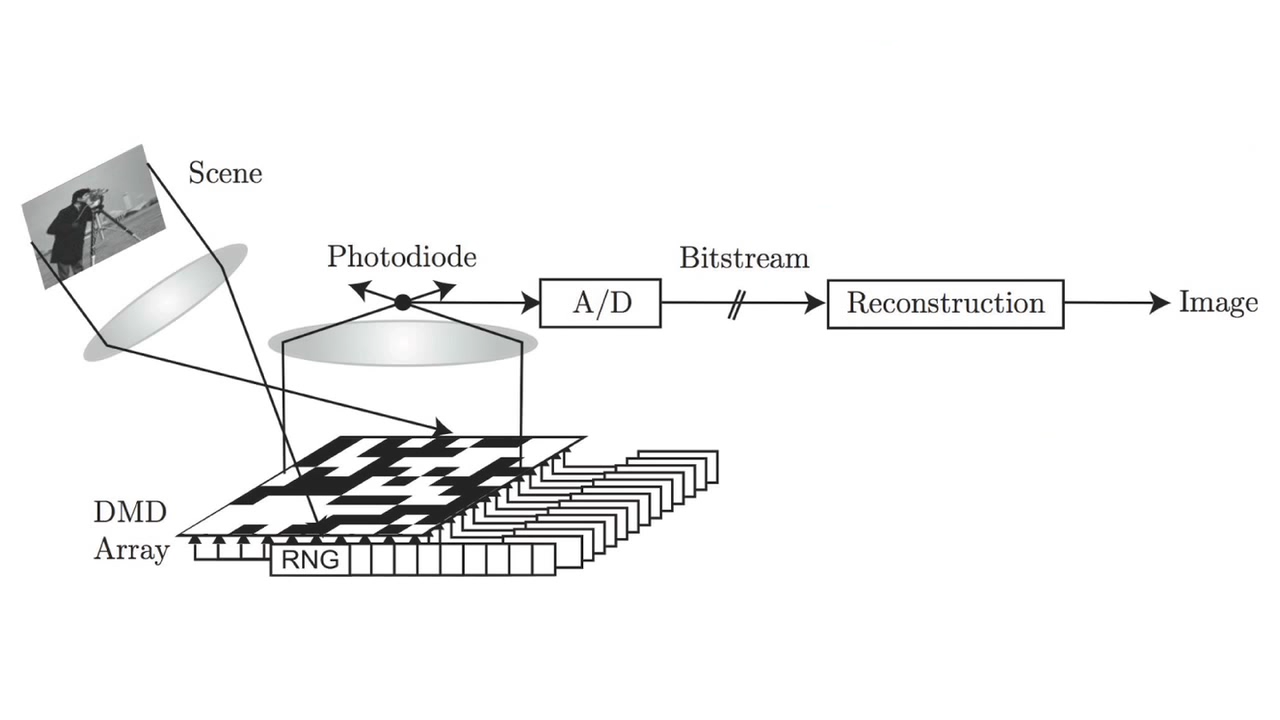 Scene
Photodiode
A/D
Bitstream
Reconstruction
Image
DMD
Array
RNG